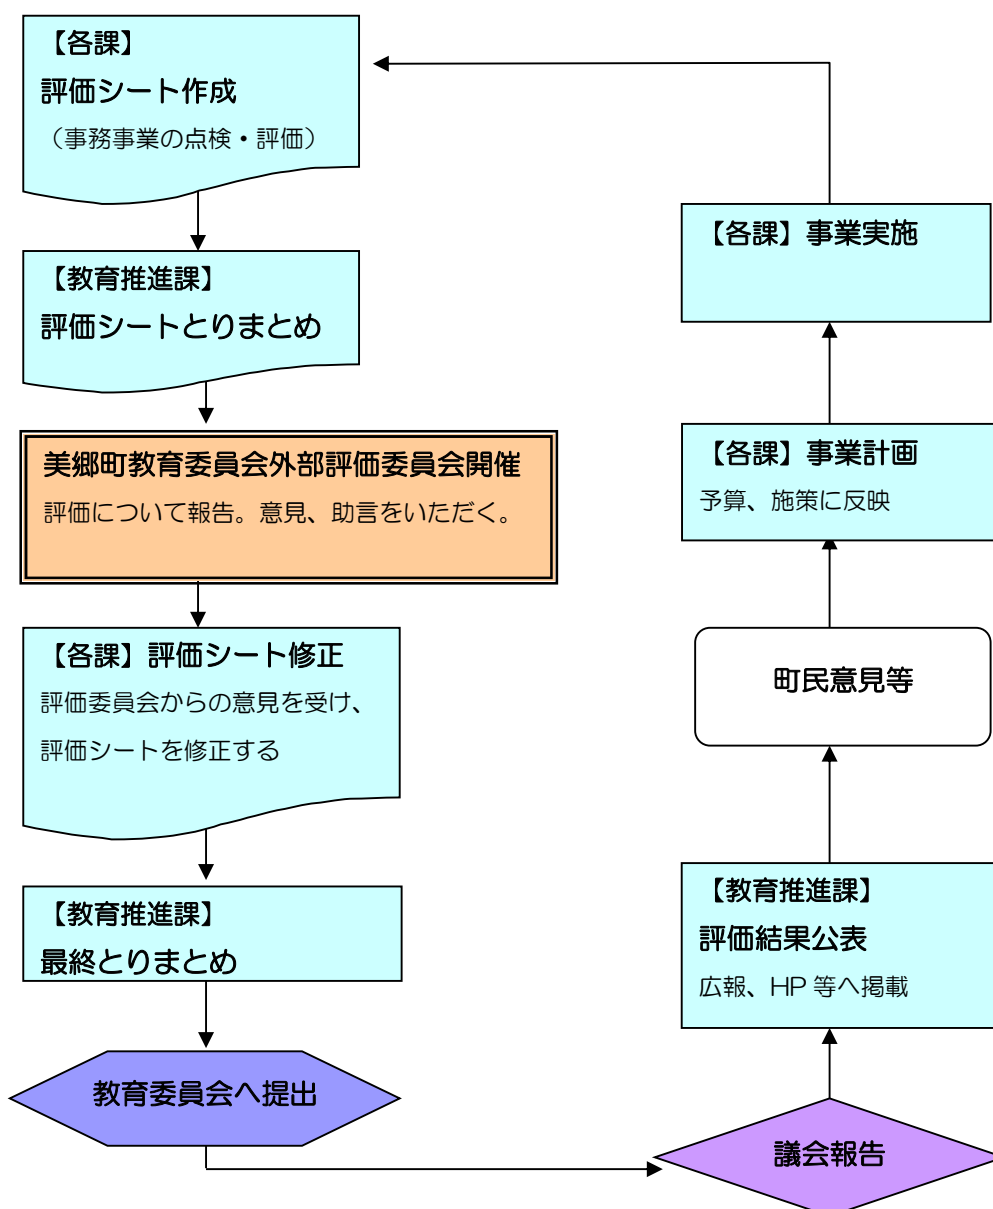 【各課】
評価シート作成
（事務事業の点検・評価）
【教育推進課】
評価シートとりまとめ
美郷町教育委員会外部評価委員会開催
評価について報告。意見、助言をいただく。
【各課】評価シート修正
評価委員会からの意見を受け、
評価シートを修正する
【教育推進課】
最終とりまとめ
教育委員会へ提出
議会報告
【教育推進課】
評価結果公表
広報、HP 等へ掲載
町民意見等
【各課】事業計画
予算、施策に反映
【各課】事業実施